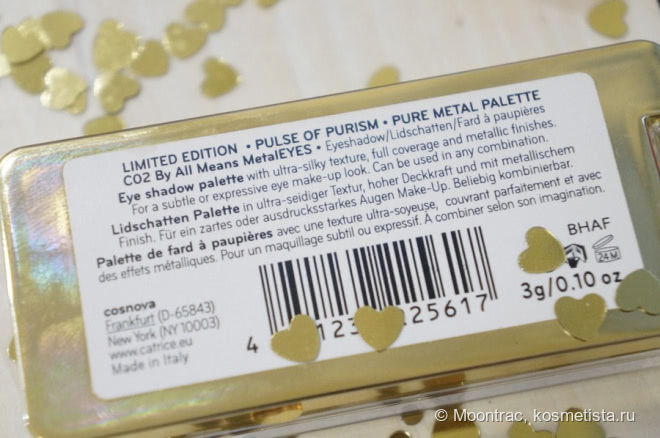 LIMITED EDITION • PULSE OF PURISM • PURE METAL PALETTE
C02 By All Means MetalEYES • Eyeshadow/Lidschatten/Fard à paupières
Eye shadow palette with ultra-silky texture, full coverage and metallic finishes.
For a subtle or expressive eye make-up look. Can be used in any combination.
Lidschatten Palette in ultra-seidiger Textur, hoher Deckkraft und mit metallischem
Finish. Für ein zartes oder ausdrucksstarkes Augen Make-Up. Beliebig kombinierbar.
Palette de fard à paupières avec une texture ultra-soyeuse, couvrant parfaitement et avec
des effets métalliques. Pour un maquillage subtil ou expressif. A combiner selon son imagination.
cosnova
Frankfurt (D-65843)
New York (NY 10003)
www.catrice.eu
Made in Italy
4 123 25617
BHAF
24 M
3g/0.10 oz
© Moontrac, kosmetista.ru